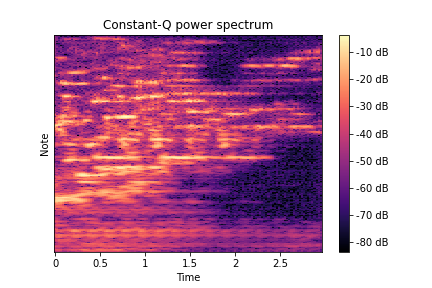 Constant-Q power spectrum
Note
-10 dB
-20 dB
-30 dB
-40 dB
-50 dB
-60 dB
-70 dB
-80 dB
0 0.5 1 1.5 2 2.5
Time